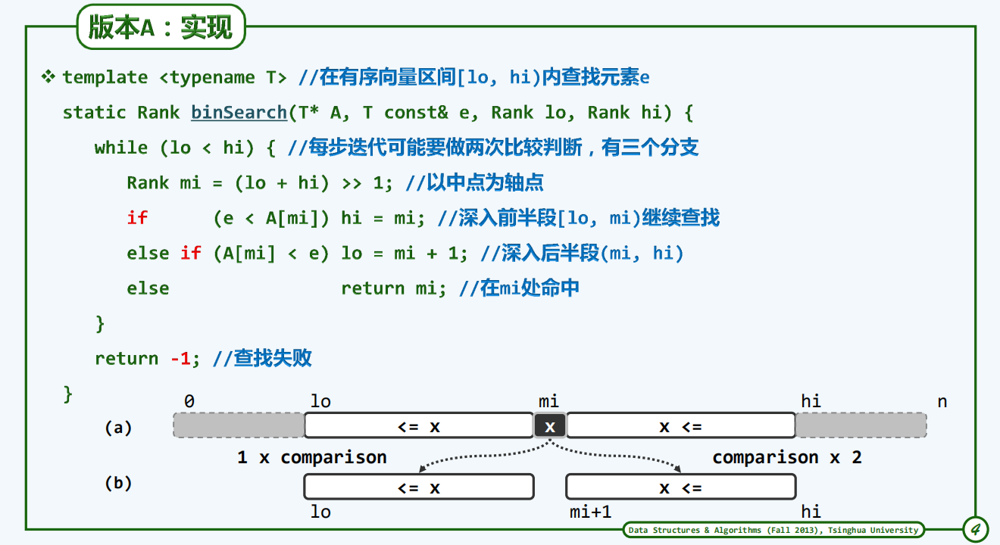 版本A：实现
❖ template <typename T> //在有序向量区间[lo, hi)内查找元素e
static Rank binSearch(T* A, T const& e, Rank lo, Rank hi) {
while (lo < hi) { //每步迭代可能要做两次比较判断，有三个分支
Rank mi = (lo + hi) >> 1; //以中点为轴点
if (e < A[mi]) hi = mi; //深入前半段[lo, mi)继续查找
else if (A[mi] < e) lo = mi + 1; //深入后半段(mi, hi)
else return mi; //在mi处命中
}
return -1; //查找失败
}
0 lo mi hi n
(a) <= x x x <=
1 x comparison comparison x 2
(b) <= x x <=
lo mi+1 hi
Data Structures & Algorithms (Fall 2013), Tsinghua University 4